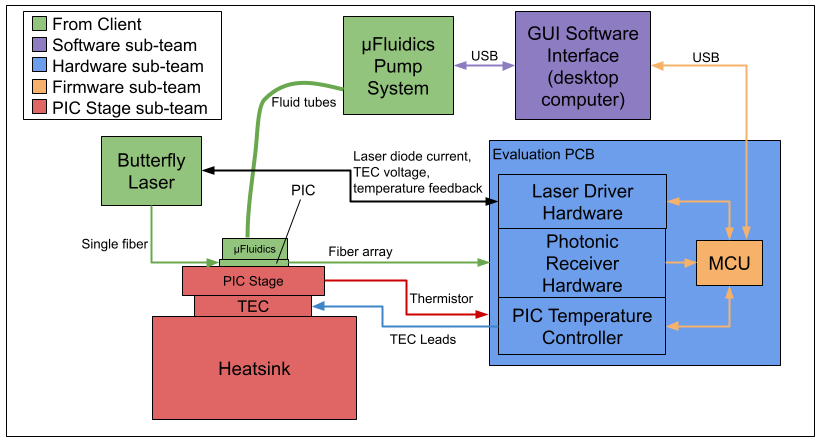 From Client
Software sub-team
Hardware sub-team
Firmware sub-team
PIC Stage sub-team
µFluidics
Pump
System
USB
GUI Software
Interface
(desktop
computer)
USB
Fluid tubes
Butterfly
Laser
Laser diode current,
TEC voltage,
temperature feedback
Evaluation PCB
PIC
Laser Driver
Hardware
Single fiber
µFluidics
Fiber array
Photonic
Receiver
Hardware
MCU
PIC Stage
Thermistor
TEC
PIC Temperature
Controller
TEC Leads
Heatsink